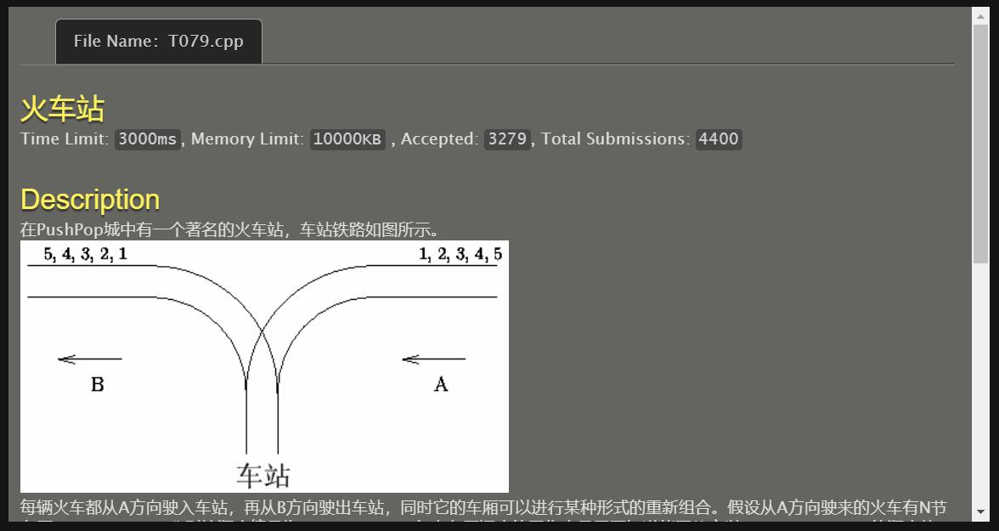 File Name: T079.cpp
火车站
Time Limit: 3000ms, Memory Limit: 10000KB , Accepted: 3279, Total Submissions: 4400
Description
在PushPop城中有一个著名的火车站，车站铁路如图所示。
5, 4, 3, 2, 1
1, 2, 3, 4, 5
B
A
车站
每辆火车都从A方向驶入车站，再从B方向驶出车站，同时它的车厢可以进行某种形式的重新组合。假设从A方向驶来的火车有N节